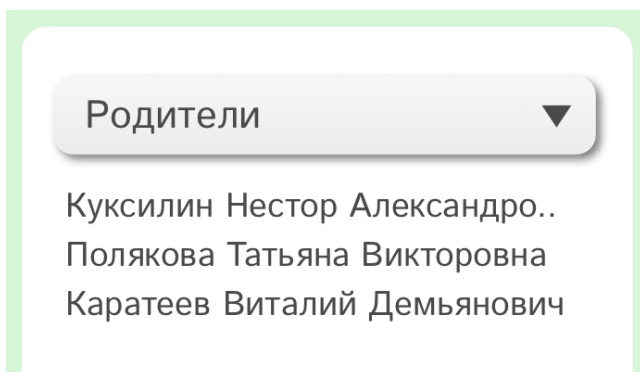 Родители
Куксилин Нестор Александро..
Полякова Татьяна Викторовна
Каратеев Виталий Демьянович